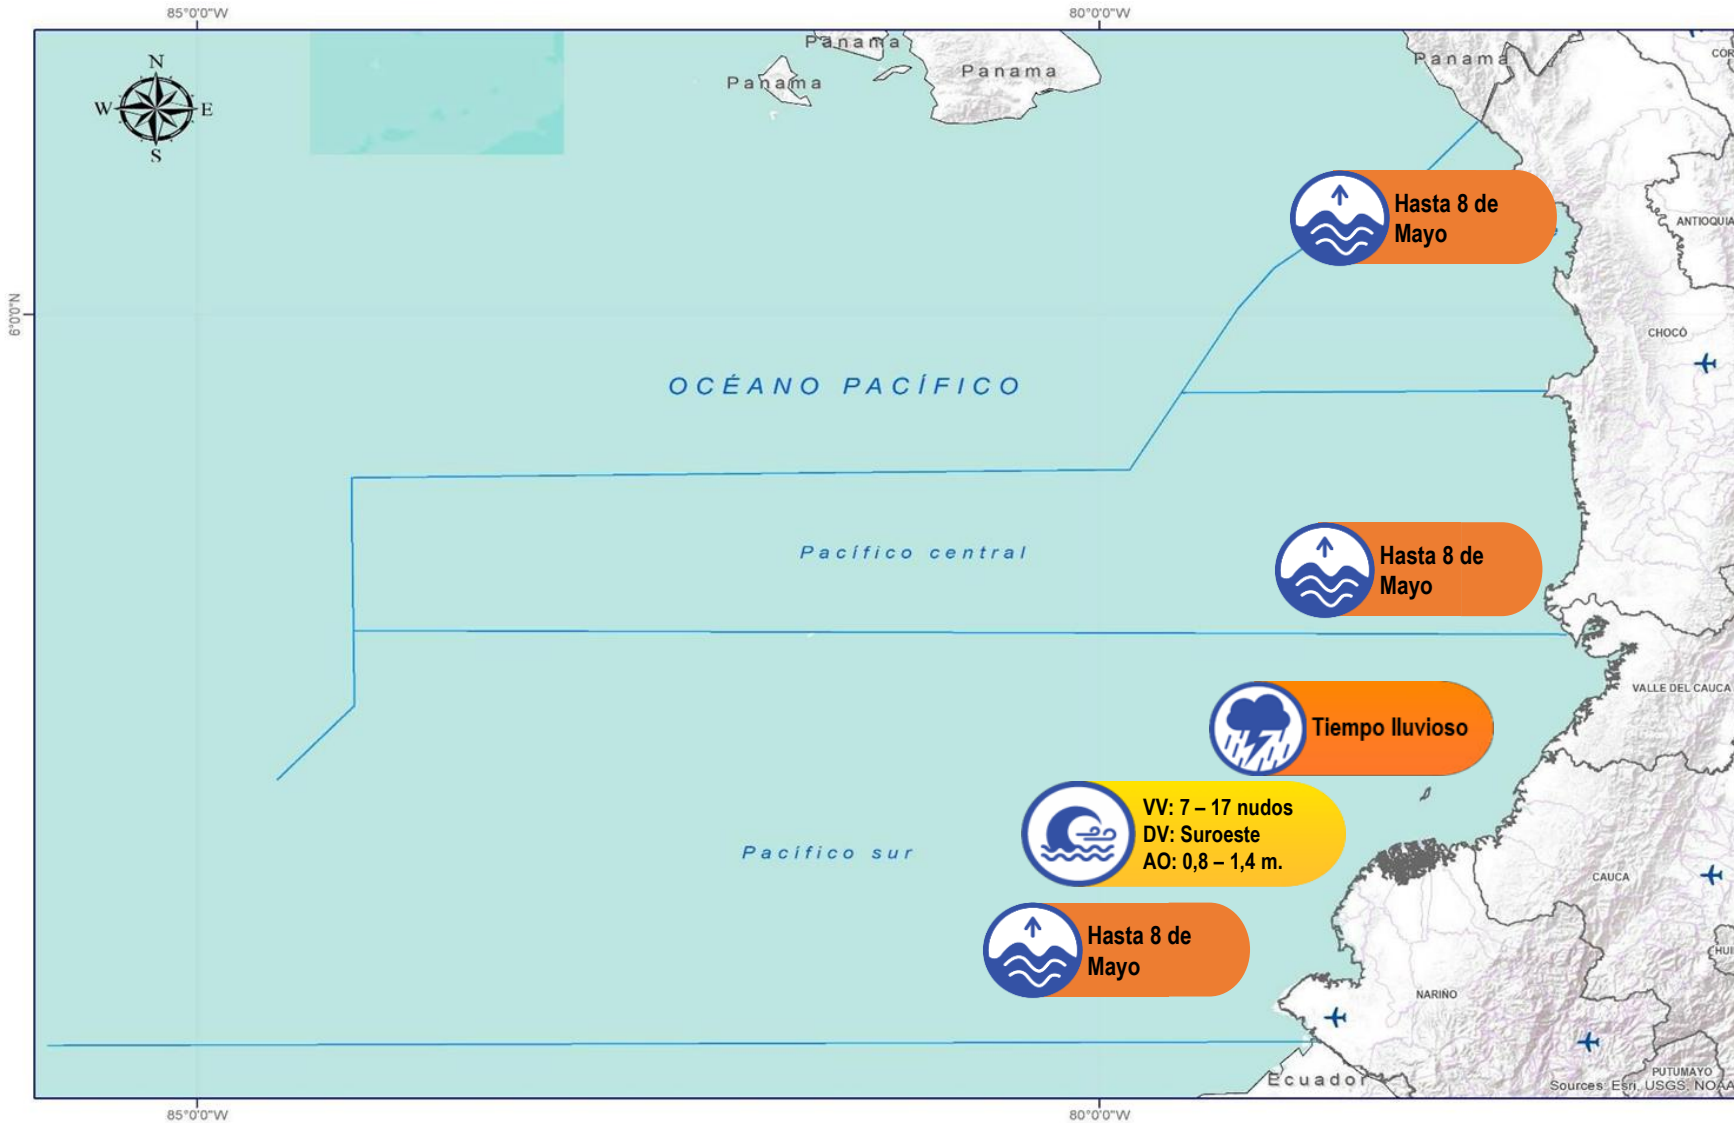 85°0'0"W
80°0'0"W
N
W
E
S
Panama
Panama
Panama
Panama
ANTIOQUIA
Hasta 8 de
Mayo
6°0'0"N
CHOCÓ
OCÉANO PACÍFICO
Pacífico central
Hasta 8 de
Mayo
VALLE DEL CAUCA
Tiempo lluvioso
VV: 7 – 17 nudos
DV: Suroeste
AO: 0,8 – 1,4 m.
Pacífico sur
CAUCA
Hasta 8 de
Mayo
HUI
NARIÑO
PUTUMAYO
Ecuador
Sources: Esri, USGS, NOAA
85°0'0"W
80°0'0"W